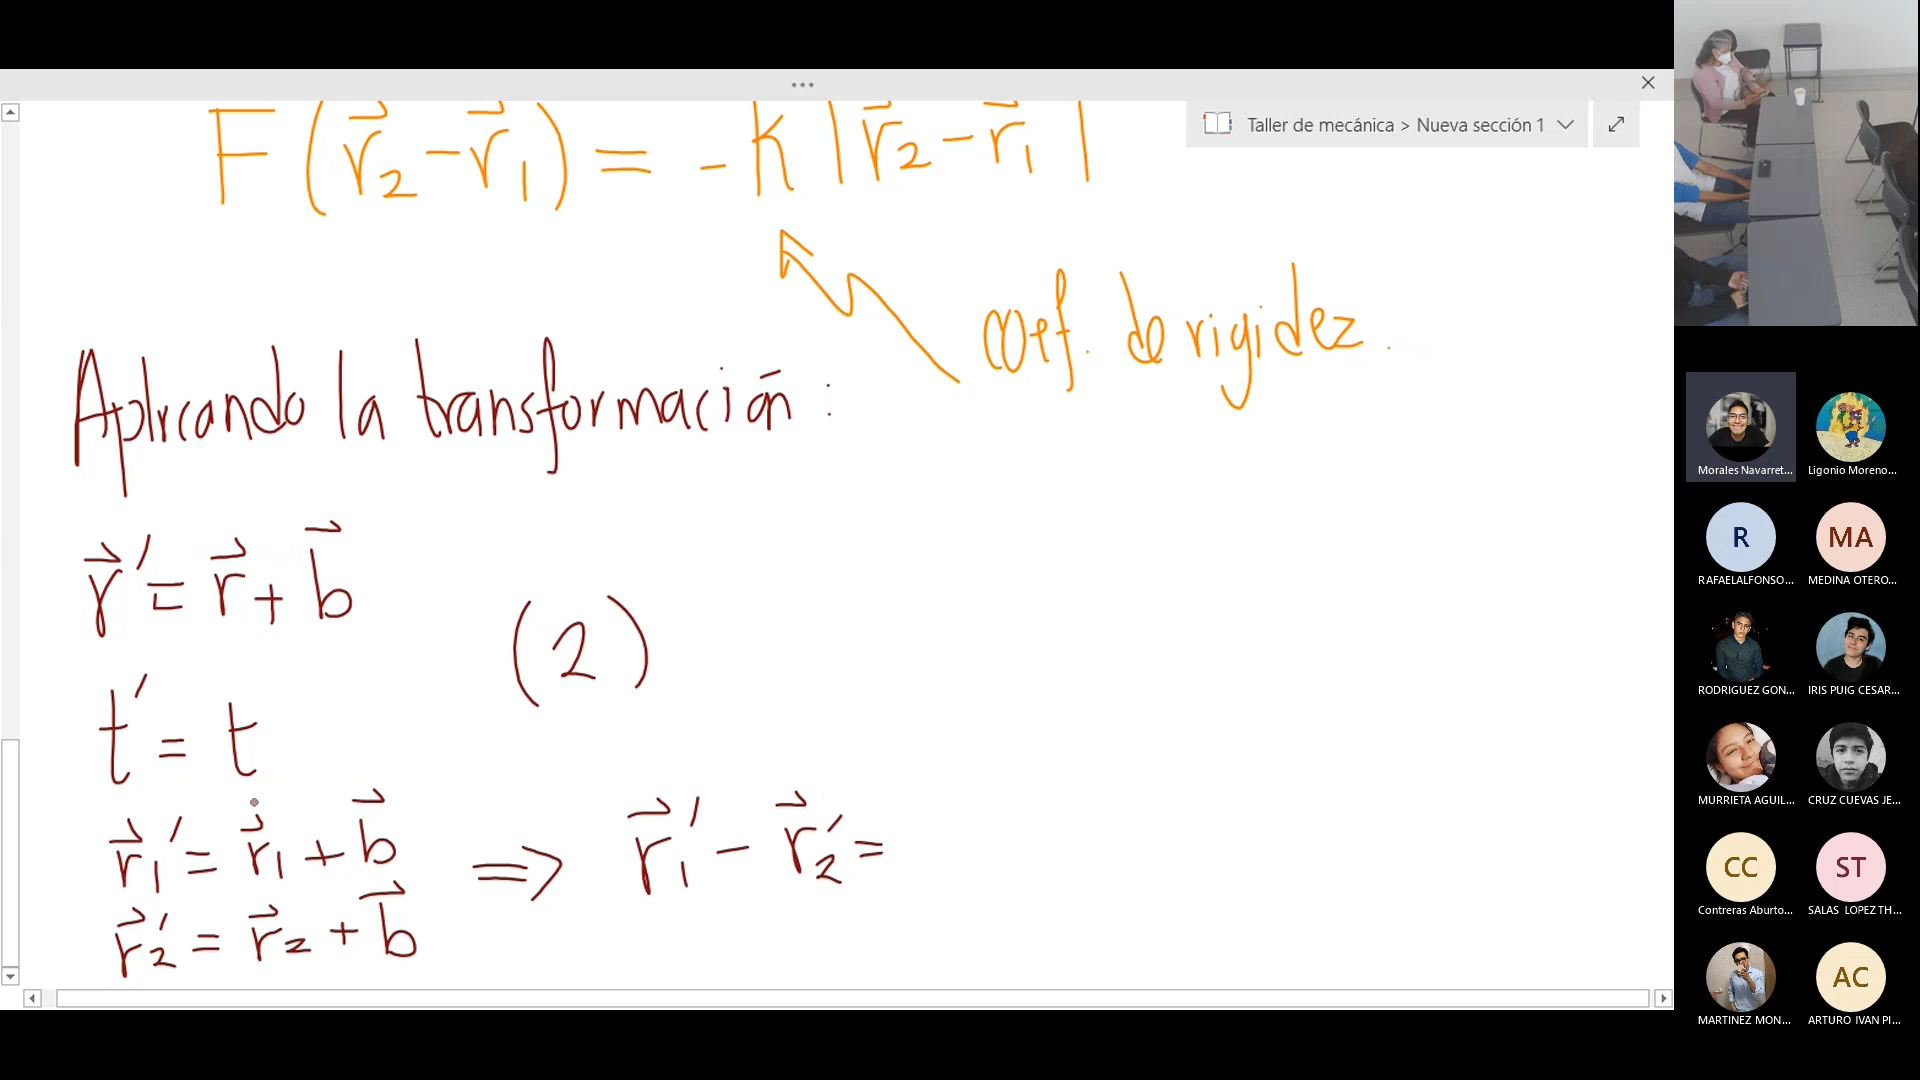 Taller de mecánica > Nueva sección 1
F(r⃗₂ - r⃗₁) = -K|r⃗₂ - r⃗₁|
coef. de rigidez.
Aplicando la transformación:
r⃗' = r⃗ + b⃗
(2)
t' = t
r⃗₁' = r⃗₁ + b⃗ => r⃗₁' - r⃗₂' =
r⃗₂' = r⃗₂ + b⃗
Morales Navarret...
Ligonio Moreno...
R
RAFAELALFONSO...
MA
MEDINA OTERO...
RODRIGUEZ GON...
IRIS PUIG CESAR...
MURRIETA AGUIL...
CRUZ CUEVAS JE...
CC
Contreras Aburto...
ST
SALAS LOPEZ TH...
MARTINEZ MON...
AC
ARTURO IVAN PI...